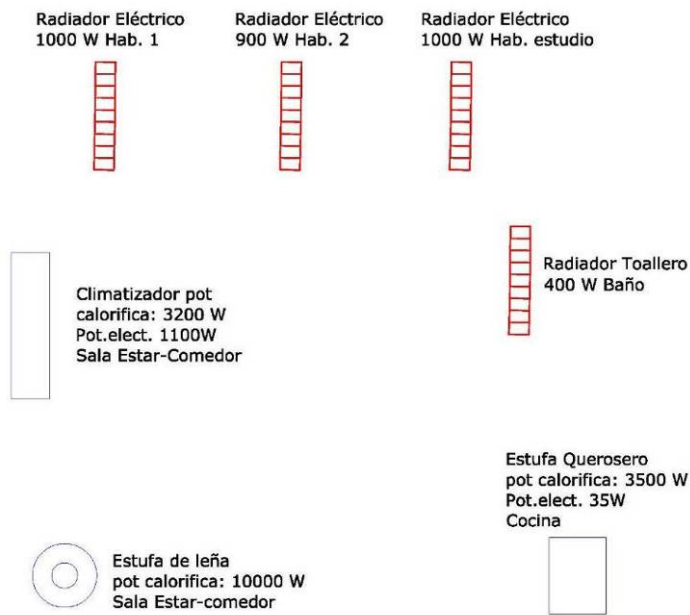 Radiador Eléctrico
1000 W Hab. 1
Radiador Eléctrico
900 W Hab. 2
Radiador Eléctrico
1000 W Hab. estudio
Radiador Toallero
400 W Baño
Climatizador pot
calorifica: 3200 W
Pot.elect. 1100W
Sala Estar-Comedor
Estufa Querosero
pot calorifica: 3500 W
Pot.elect. 35W
Cocina
Estufa de leña
pot calorifica: 10000 W
Sala Estar-comedor